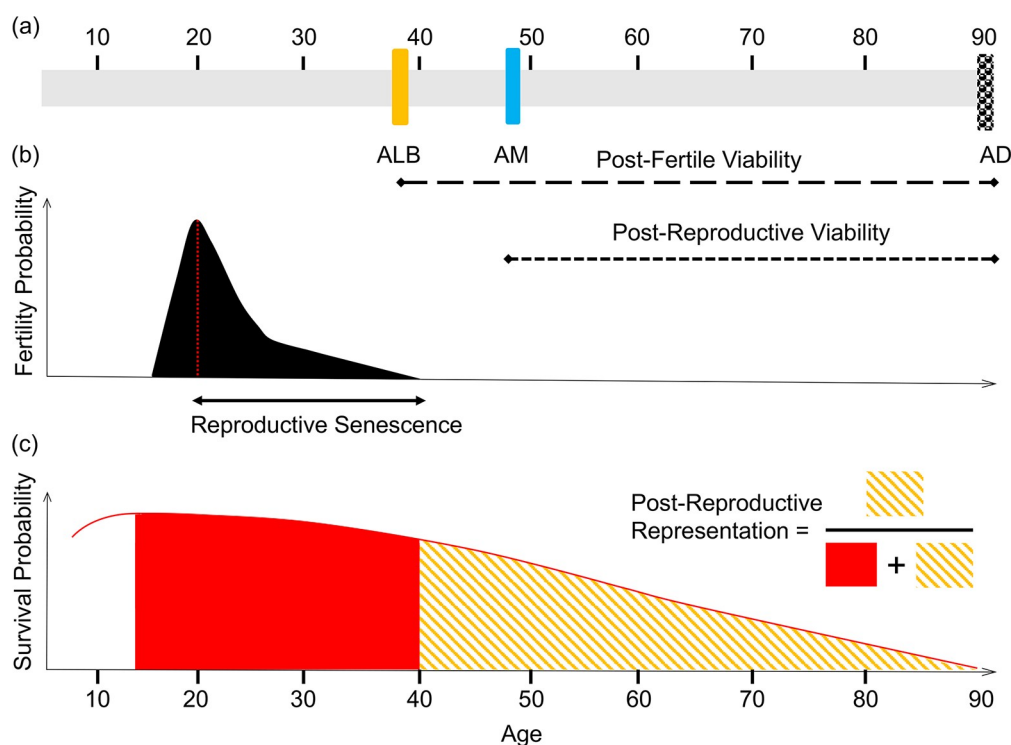 (a)
10 20 30 40 50 60 70 80 90
ALB AM AD
(b)
Post-Fertile Viability
Post-Reproductive Viability
Fertility Probability
Reproductive Senescence
(c)
Survival Probability
Post-Reproductive
Representation =
+
10 20 30 40 50 60 70 80 90
Age